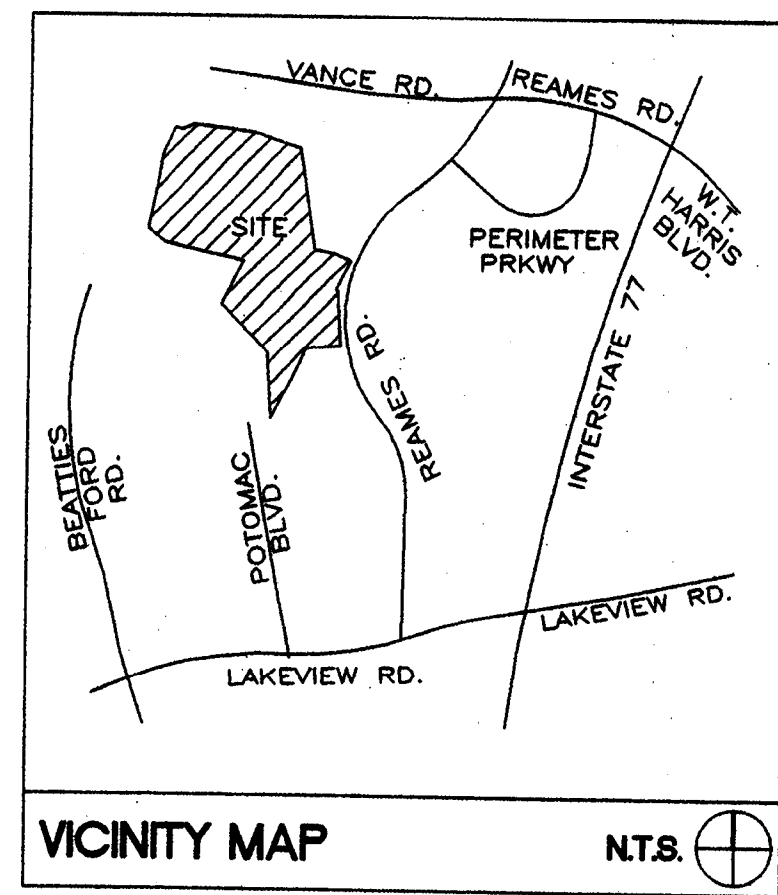 VANCE RD.
REAMES RD.
W.T.
HARRIS
BLVD.
SITE
PERIMETER
PRKWY
INTERSTATE 77
REAMES RD.
BEATTIES
FORD
RD.
POTOMAC
BLVD.
LAKEVIEW RD.
LAKEVIEW RD.
VICINITY MAP
N.T.S.